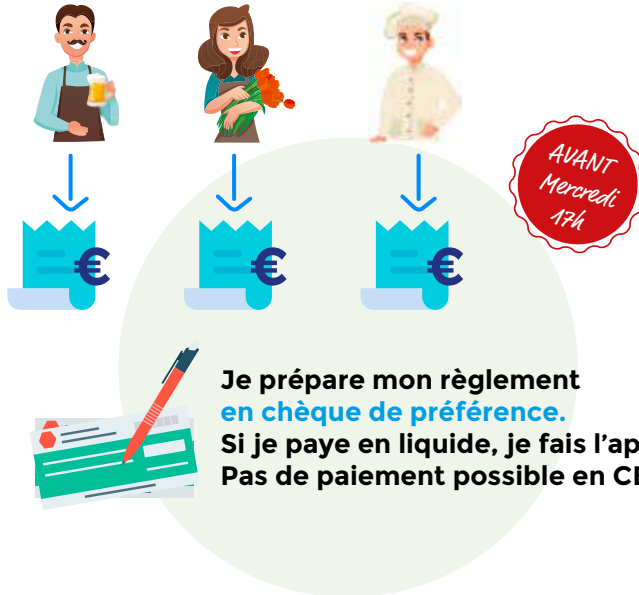 AVANT
Mercredi
17h
€ € €
Je prépare mon règlement
en chèque de préférence.
Si je paye en liquide, je fais l’ap
Pas de paiement possible en CB